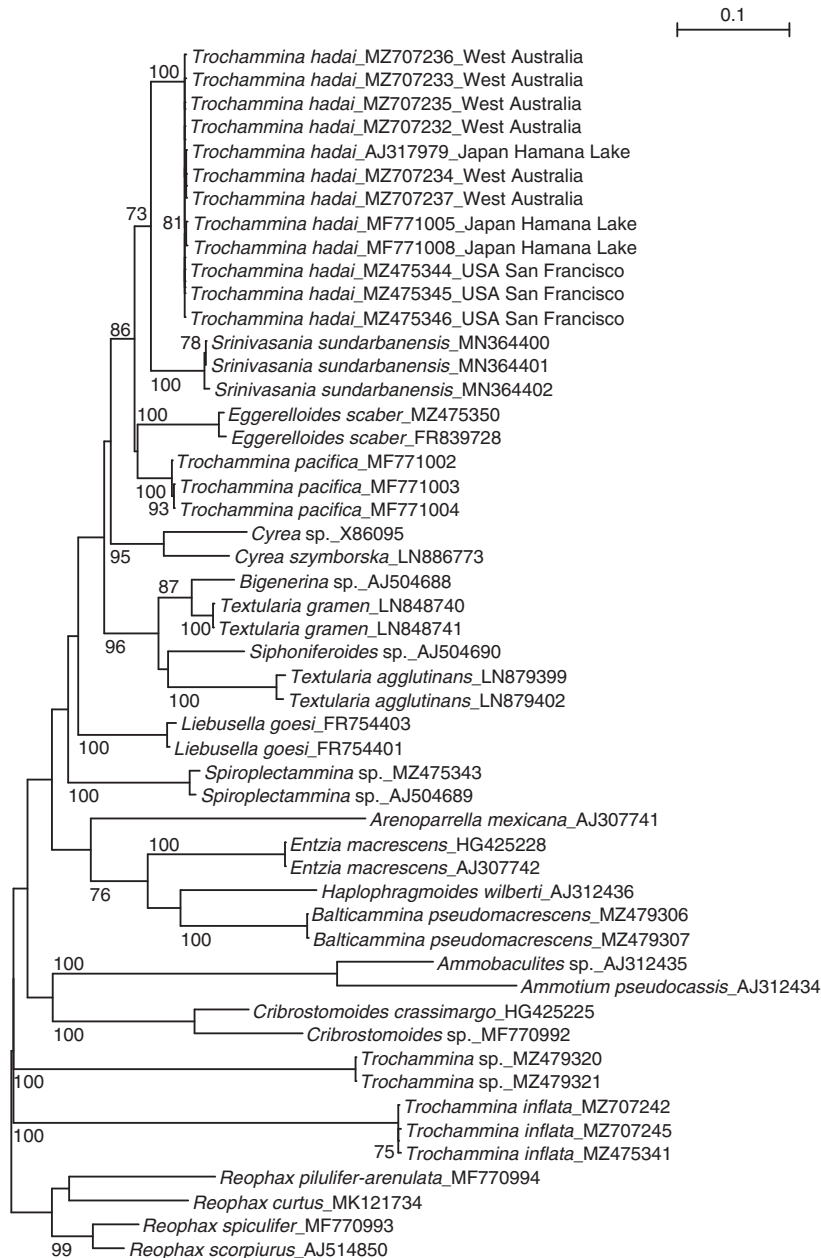 0.1
100
Trochammina hadai_MZ707236_West Australia
Trochammina hadai_MZ707233_West Australia
Trochammina hadai_MZ707235_West Australia
Trochammina hadai_MZ707232_West Australia
Trochammina hadai_AJ317979_Japan Hamana Lake
Trochammina hadai_MZ707234_West Australia
Trochammina hadai_MZ707237_West Australia
73
81
Trochammina hadai_MF771005_Japan Hamana Lake
Trochammina hadai_MF771008_Japan Hamana Lake
Trochammina hadai_MZ475344_USA San Francisco
Trochammina hadai_MZ475345_USA San Francisco
Trochammina hadai_MZ475346_USA San Francisco
86
78
Srinivasania sundarbanensis_MN364400
Srinivasania sundarbanensis_MN364401
100
Srinivasania sundarbanensis_MN364402
100
Eggerelloides scaber_MZ475350
Eggerelloides scaber_FR839728
Trochammina pacifica_MF771002
100
Trochammina pacifica_MF771003
93
Trochammina pacifica_MF771004
Cyrea sp._X86095
95
Cyrea szymborska_LN886773
87
Bigenerina sp._AJ504688
Textularia gramen_LN848740
100
Textularia gramen_LN848741
96
Siphoniferoides sp._AJ504690
Textularia agglutinans_LN879399
100
Textularia agglutinans_LN879402
Liebusella goesi_FR754403
100
Liebusella goesi_FR754401
Spiroplectammina sp._MZ475343
100
Spiroplectammina sp._AJ504689
Arenoparrella mexicana_AJ307741
100
Entzia macrescens_HG425228
Entzia macrescens_AJ307742
76
Haplophragmoides wilberti_AJ312436
Balticammina pseudomacrescens_MZ479306
100
Balticammina pseudomacrescens_MZ479307
100
Ammobaculites sp._AJ312435
Ammotium pseudocassis_AJ312434
Cribrostomoides crassimargo_HG425225
100
Cribrostomoides sp._MF770992
Trochammina sp._MZ479320
100
Trochammina sp._MZ479321
Trochammina inflata_MZ707242
100
Trochammina inflata_MZ707245
75
Trochammina inflata_MZ475341
Reophax pilulifer-arenulata_MF770994
Reophax curtus_MK121734
Reophax spiculifer_MF770993
99
Reophax scorpiurus_AJ514850